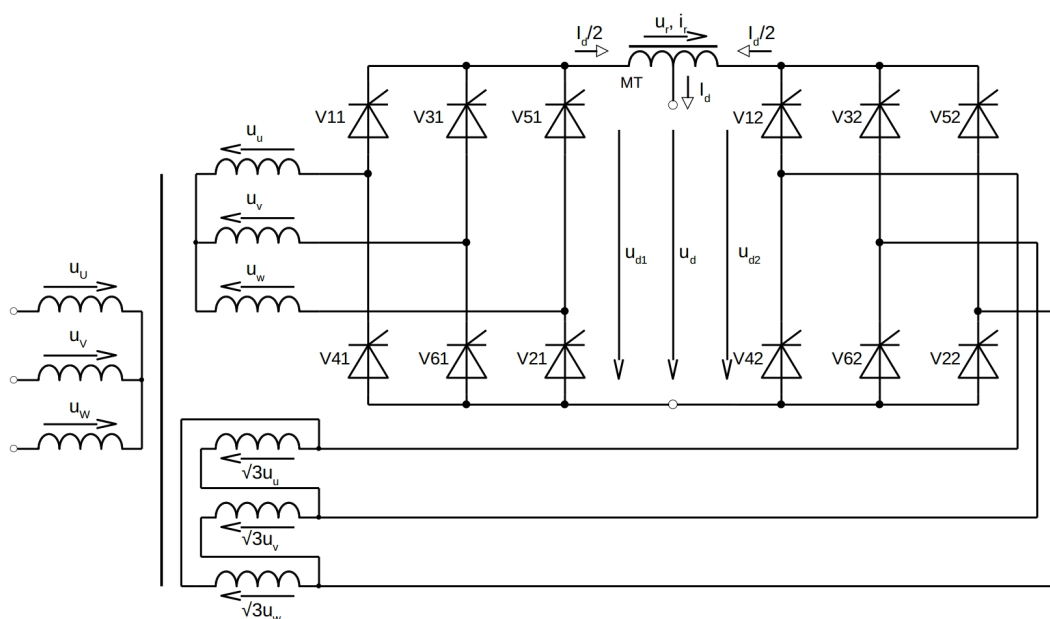 u_r, i_r
I_d/2
I_d/2
MT
I_d
V11
V31
V51
V12
V32
V52
u_u
u_v
u_w
u_U
u_V
u_W
u_d1
u_d
u_d2
V41
V61
V21
V42
V62
V22
√3u_u
√3u_v
√3u_w